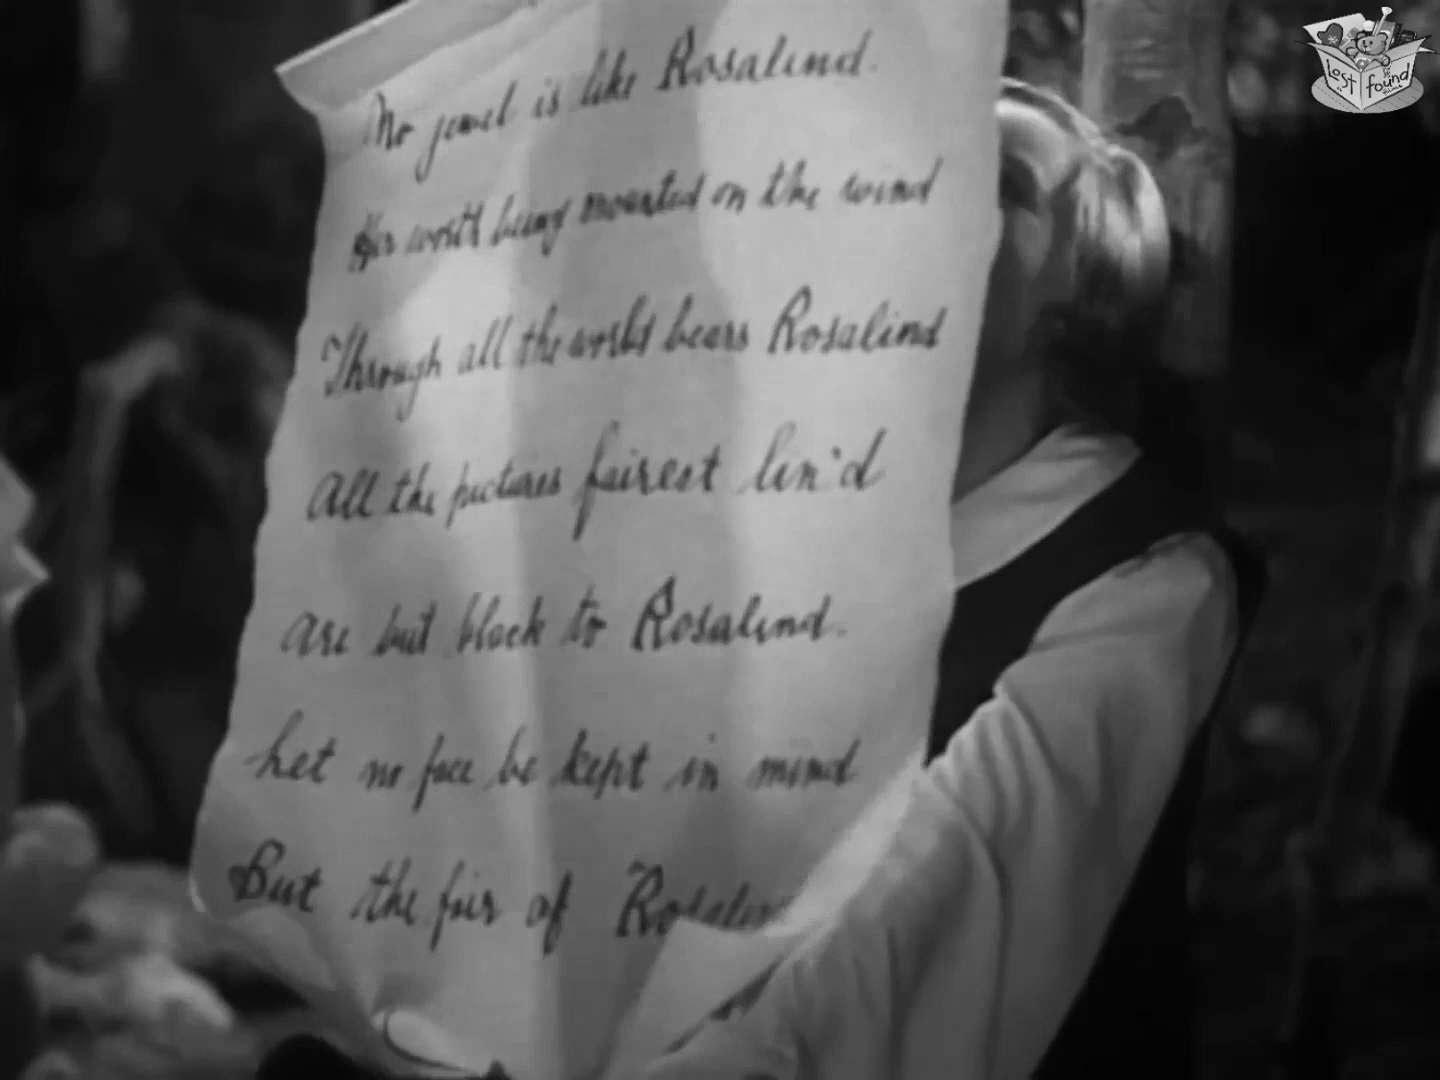 No jewel is like Rosalind.
Her worth being mounted on the wind
Through all the world bears Rosalind
All the pictures fairest lin'd
are but black to Rosalind.
Let no face be kept in mind
But the fair of Rosalind
Lost & found